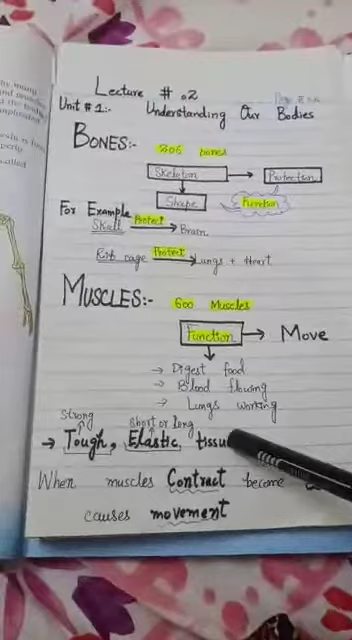 Lecture # 02
Unit # 1:- Understanding Our Bodies
BONES:- 206 bones
Skeleton → Protection
Shape Function
For Example
Skull Protect → Brain
Rib cage Protect → Lungs + Heart
MUSCLES:- 600 Muscles
Function → Move
→ Digest food
→ Blood flowing
→ Lungs working
Strong short or long
→ Tough, Elastic tissu
When muscles Contract become
causes movement